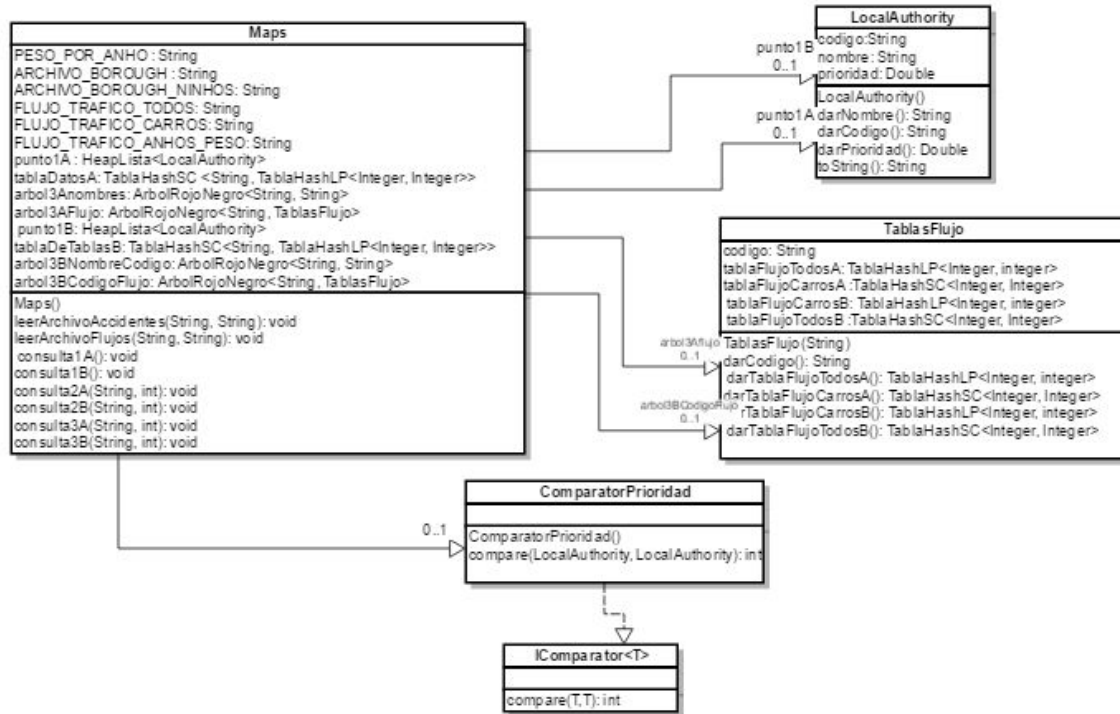 Maps
PESO_POR_ANHO : String
ARCHIVO_BOROUGH : String
ARCHIVO_BOROUGH_NINHOS: String
FLUJO_TRAFICO_TODOS: String
FLUJO_TRAFICO_CARROS: String
FLUJO_TRAFICO_ANHOS_PESO: String
punto1A : HeapLista<LocalAuthority>
tablaDatosA: TablaHashSC <String, TablaHashLP<Integer, Integer>>
arbol3Anombres: ArbolRojoNegro<String, String>
arbol3AFlujo: ArbolRojoNegro<String, TablasFlujo>
punto1B: HeapLista<LocalAuthority>
tablaDeTablasB: TablaHashSC<String, TablaHashLP<Integer, Integer>>
arbol3BNombreCodigo: ArbolRojoNegro<String, String>
arbol3BCodigoFlujo: ArbolRojoNegro<String, TablasFlujo>
Maps()
leerArchivoAccidentes(String, String): void
leerArchivoFlujos(String, String): void
consulta1A(): void
consulta1B(): void
consulta2A(String, int): void
consulta2B(String, int): void
consulta3A(String, int): void
consulta3B(String, int): void
punto1B
0..1
punto1A
0..1
LocalAuthority
codigo:String
nombre: String
prioridad: Double
LocalAuthority()
darNombre(): String
darCodigo(): String
darPrioridad(): Double
toString(): String
TablasFlujo
codigo: String
tablaFlujoTodosA: TablaHashLP<Integer, integer>
tablaFlujoCarrosA :TablaHashSC<Integer, Integer>
tablaFlujoCarrosB: TablaHashLP<Integer, integer>
tablaFlujoTodosB :TablaHashSC<Integer, Integer>
arbol3Aflujo
0..1
TablasFlujo(String)
darCodigo(): String
darTablaFlujoTodosA(): TablaHashLP<Integer, integer>
darTablaFlujoCarrosA(): TablaHashSC<Integer, Integer>
arbol3BCodigoFlujo
0..1
rTablaFlujoCarrosB(): TablaHashLP<Integer, integer>
darTablaFlujoTodosB(): TablaHashSC<Integer, Integer>
0..1
ComparatorPrioridad
ComparatorPrioridad()
compare(LocalAuthority, LocalAuthority): int
IComparator<T>
compare(T,T): int